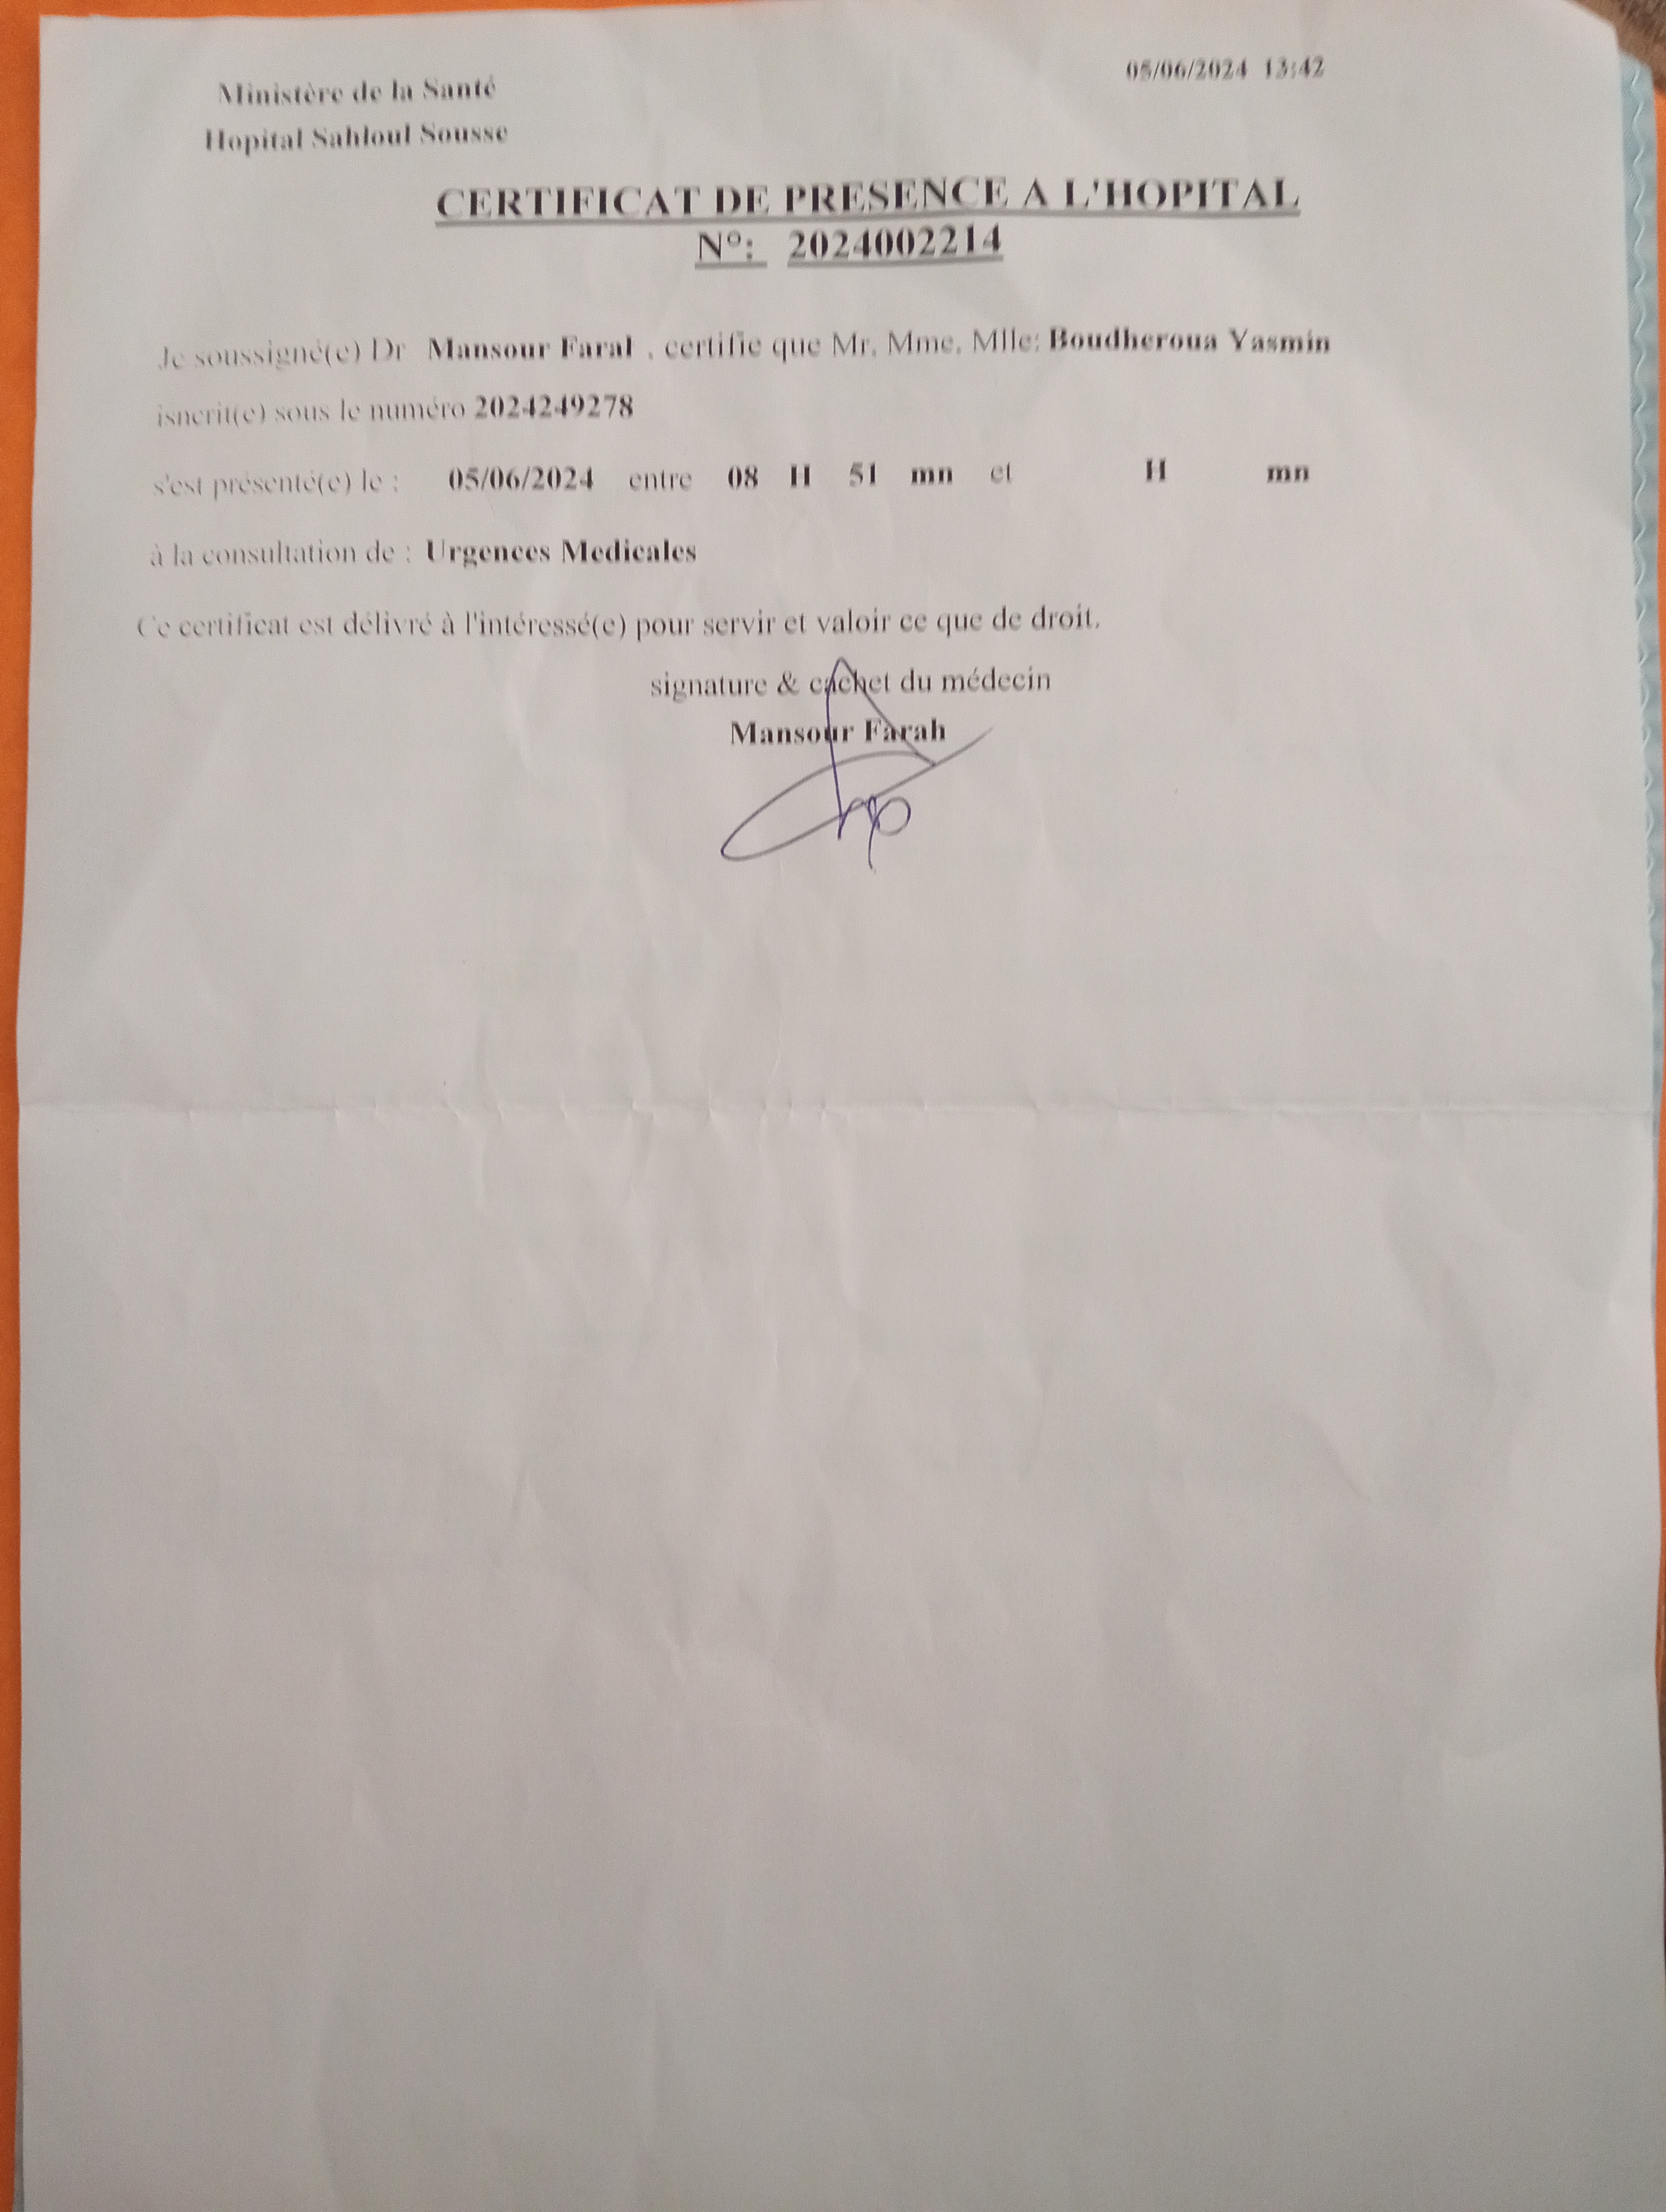 05/06/2024 13:42
Ministère de la Santé
Hopital Sahloul Sousse
CERTIFICAT DE PRESENCE A L'HOPITAL
N°: 2024002214
Je soussigné(e) Dr Mansour Faral , certifie que Mr, Mme, Mlle: Boudheroua Yasmin
isncrit(e) sous le numéro 2024249278
s'est présenté(e) le : 05/06/2024 entre 08 H 51 mn et H mn
à la consultation de : Urgences Medicales
Ce certificat est délivré à l'intéressé(e) pour servir et valoir ce que de droit.
signature & cachet du médecin
Mansour Farah